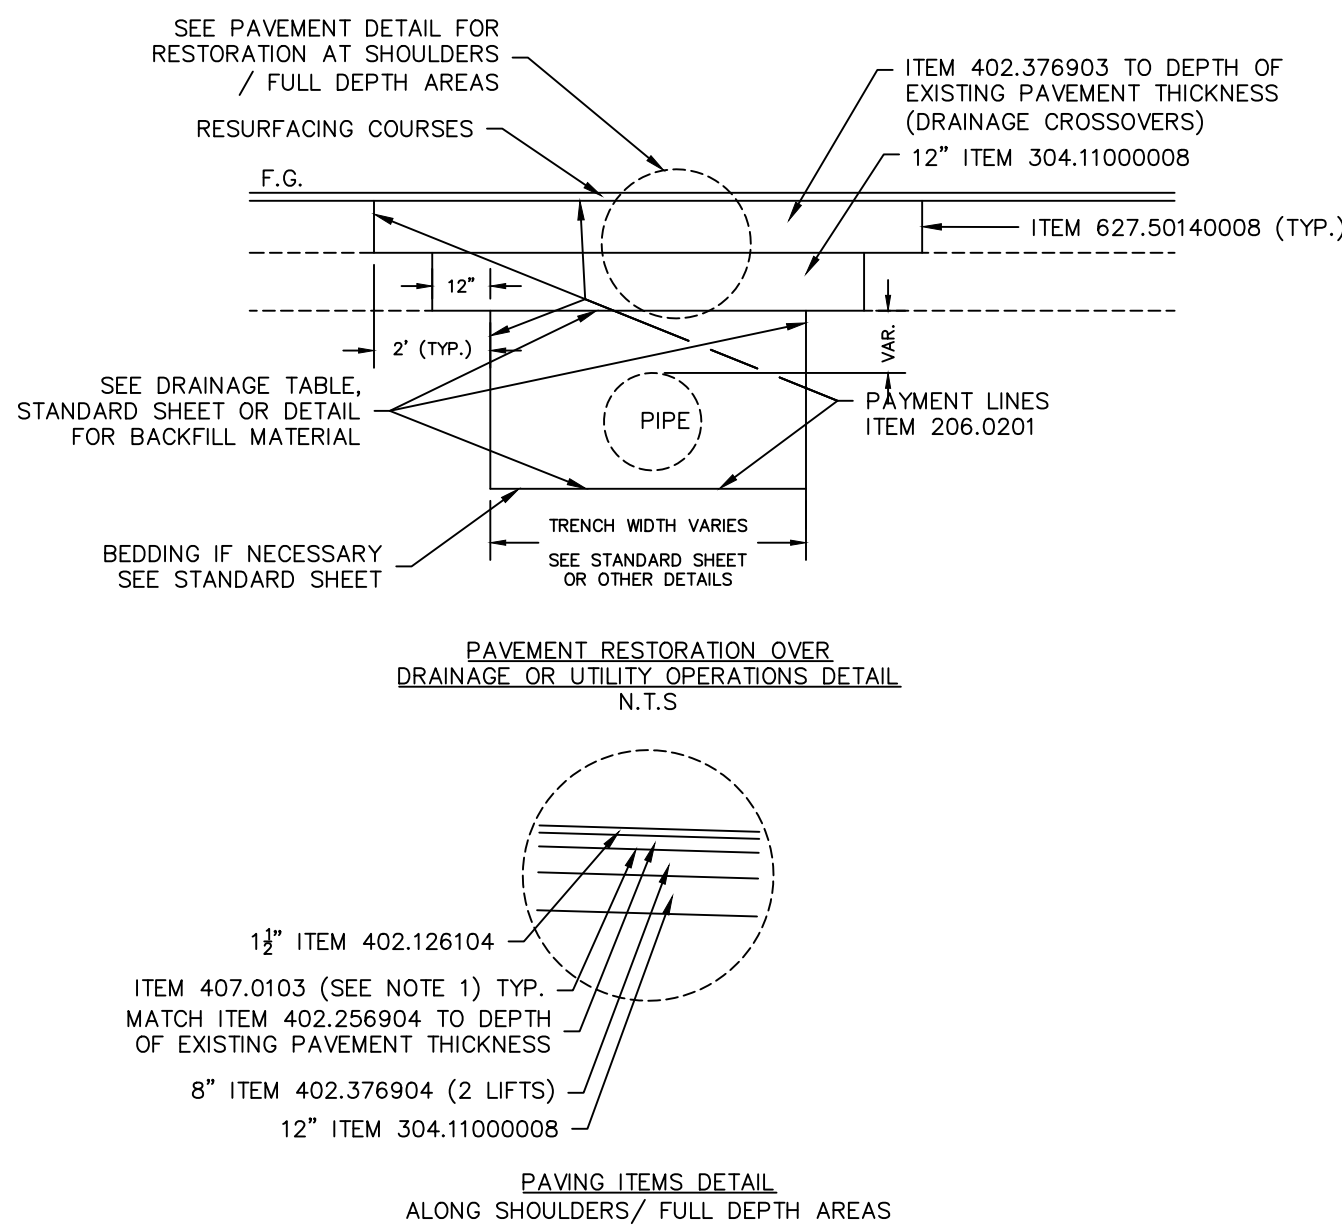 SEE PAVEMENT DETAIL FOR
RESTORATION AT SHOULDERS
/ FULL DEPTH AREAS
RESURFACING COURSES
F.G.
ITEM 402.376903 TO DEPTH OF
EXISTING PAVEMENT THICKNESS
(DRAINAGE CROSSOVERS)
12" ITEM 304.11000008
ITEM 627.50140008 (TYP.)
12"
2' (TYP.)
VAR.
SEE DRAINAGE TABLE,
STANDARD SHEET OR DETAIL
FOR BACKFILL MATERIAL
PIPE
PAYMENT LINES
ITEM 206.0201
BEDDING IF NECESSARY
SEE STANDARD SHEET
TRENCH WIDTH VARIES
SEE STANDARD SHEET
OR OTHER DETAILS
PAVEMENT RESTORATION OVER
DRAINAGE OR UTILITY OPERATIONS DETAIL
N.T.S
1½" ITEM 402.126104
ITEM 407.0103 (SEE NOTE 1) TYP.
MATCH ITEM 402.256904 TO DEPTH
OF EXISTING PAVEMENT THICKNESS
8" ITEM 402.376904 (2 LIFTS)
12" ITEM 304.11000008
PAVING ITEMS DETAIL
ALONG SHOULDERS/ FULL DEPTH AREAS